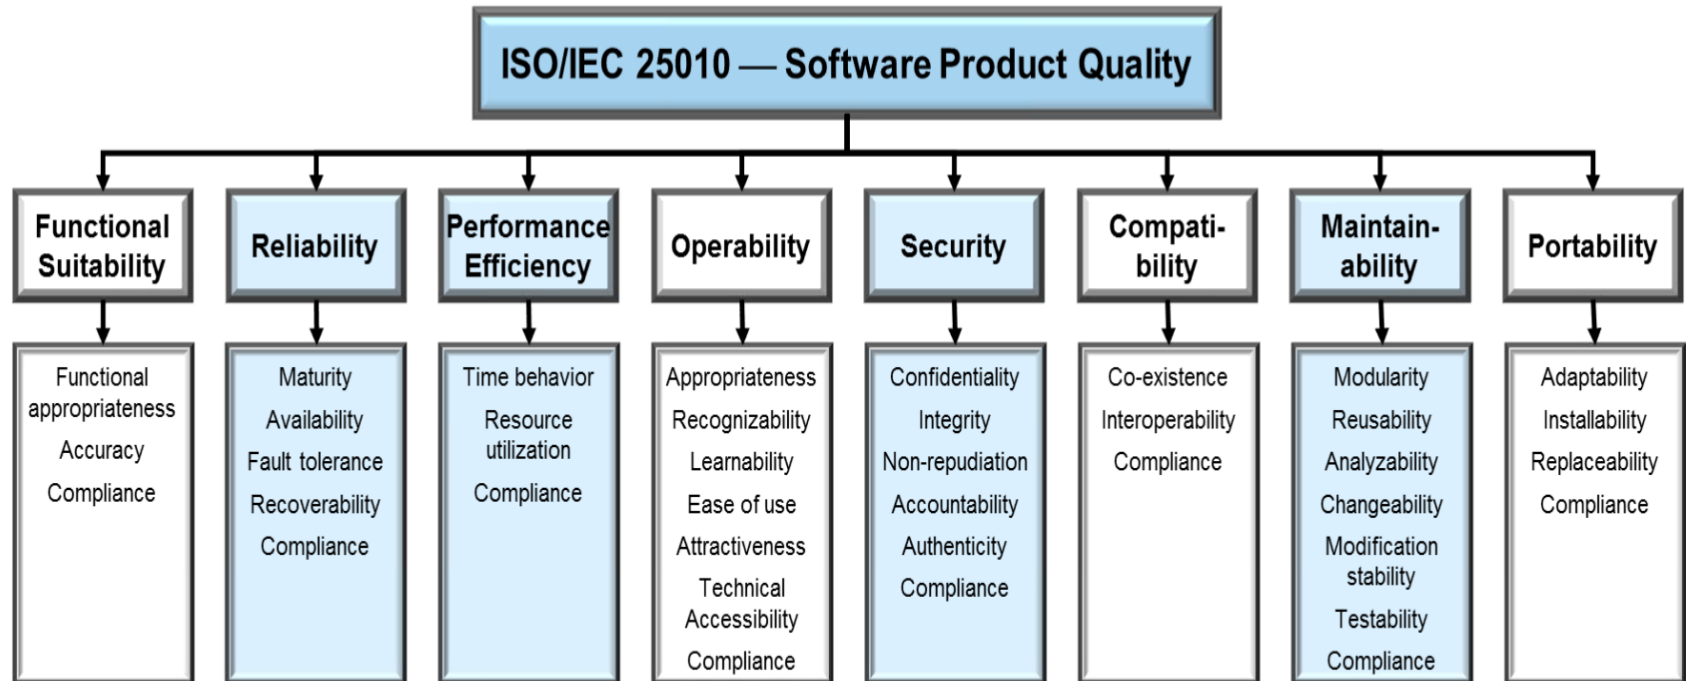 ISO/IEC 25010 — Software Product Quality
Functional
Suitability
Reliability
Performance
Efficiency
Operability
Security
Compati-
bility
Maintain-
ability
Portability
Functional
appropriateness
Accuracy
Compliance
Maturity
Availability
Fault tolerance
Recoverability
Compliance
Time behavior
Resource
utilization
Compliance
Appropriateness
Recognizability
Learnability
Ease of use
Attractiveness
Technical
Accessibility
Compliance
Confidentiality
Integrity
Non-repudiation
Accountability
Authenticity
Compliance
Co-existence
Interoperability
Compliance
Modularity
Reusability
Analyzability
Changeability
Modification
stability
Testability
Compliance
Adaptability
Installability
Replaceability
Compliance